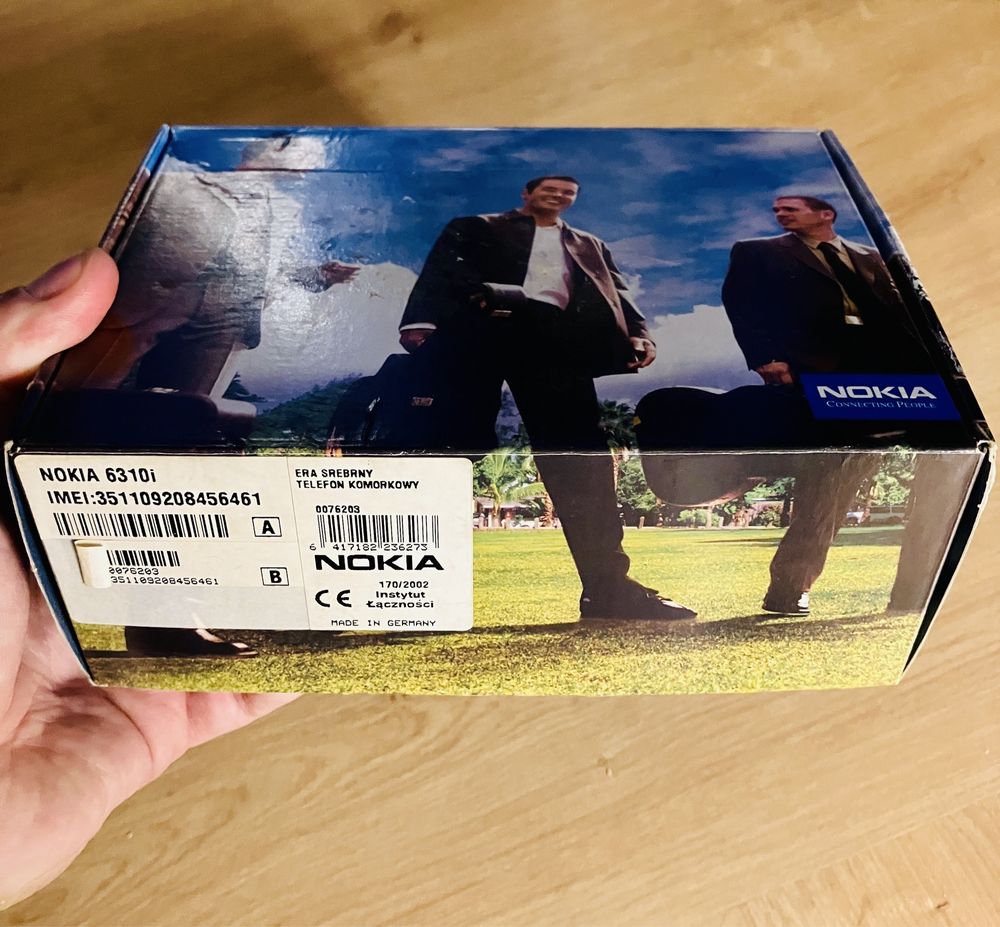 NOKIA
CONNECTING PEOPLE
NOKIA 6310i
IMEI:351109208456461
A
0076203
351109208456461
B
ERA SREBRNY
TELEFON KOMORKOWY
0076203
6 417182 236273
NOKIA
CE
170/2002
Instytut
Łączności
MADE IN GERMANY